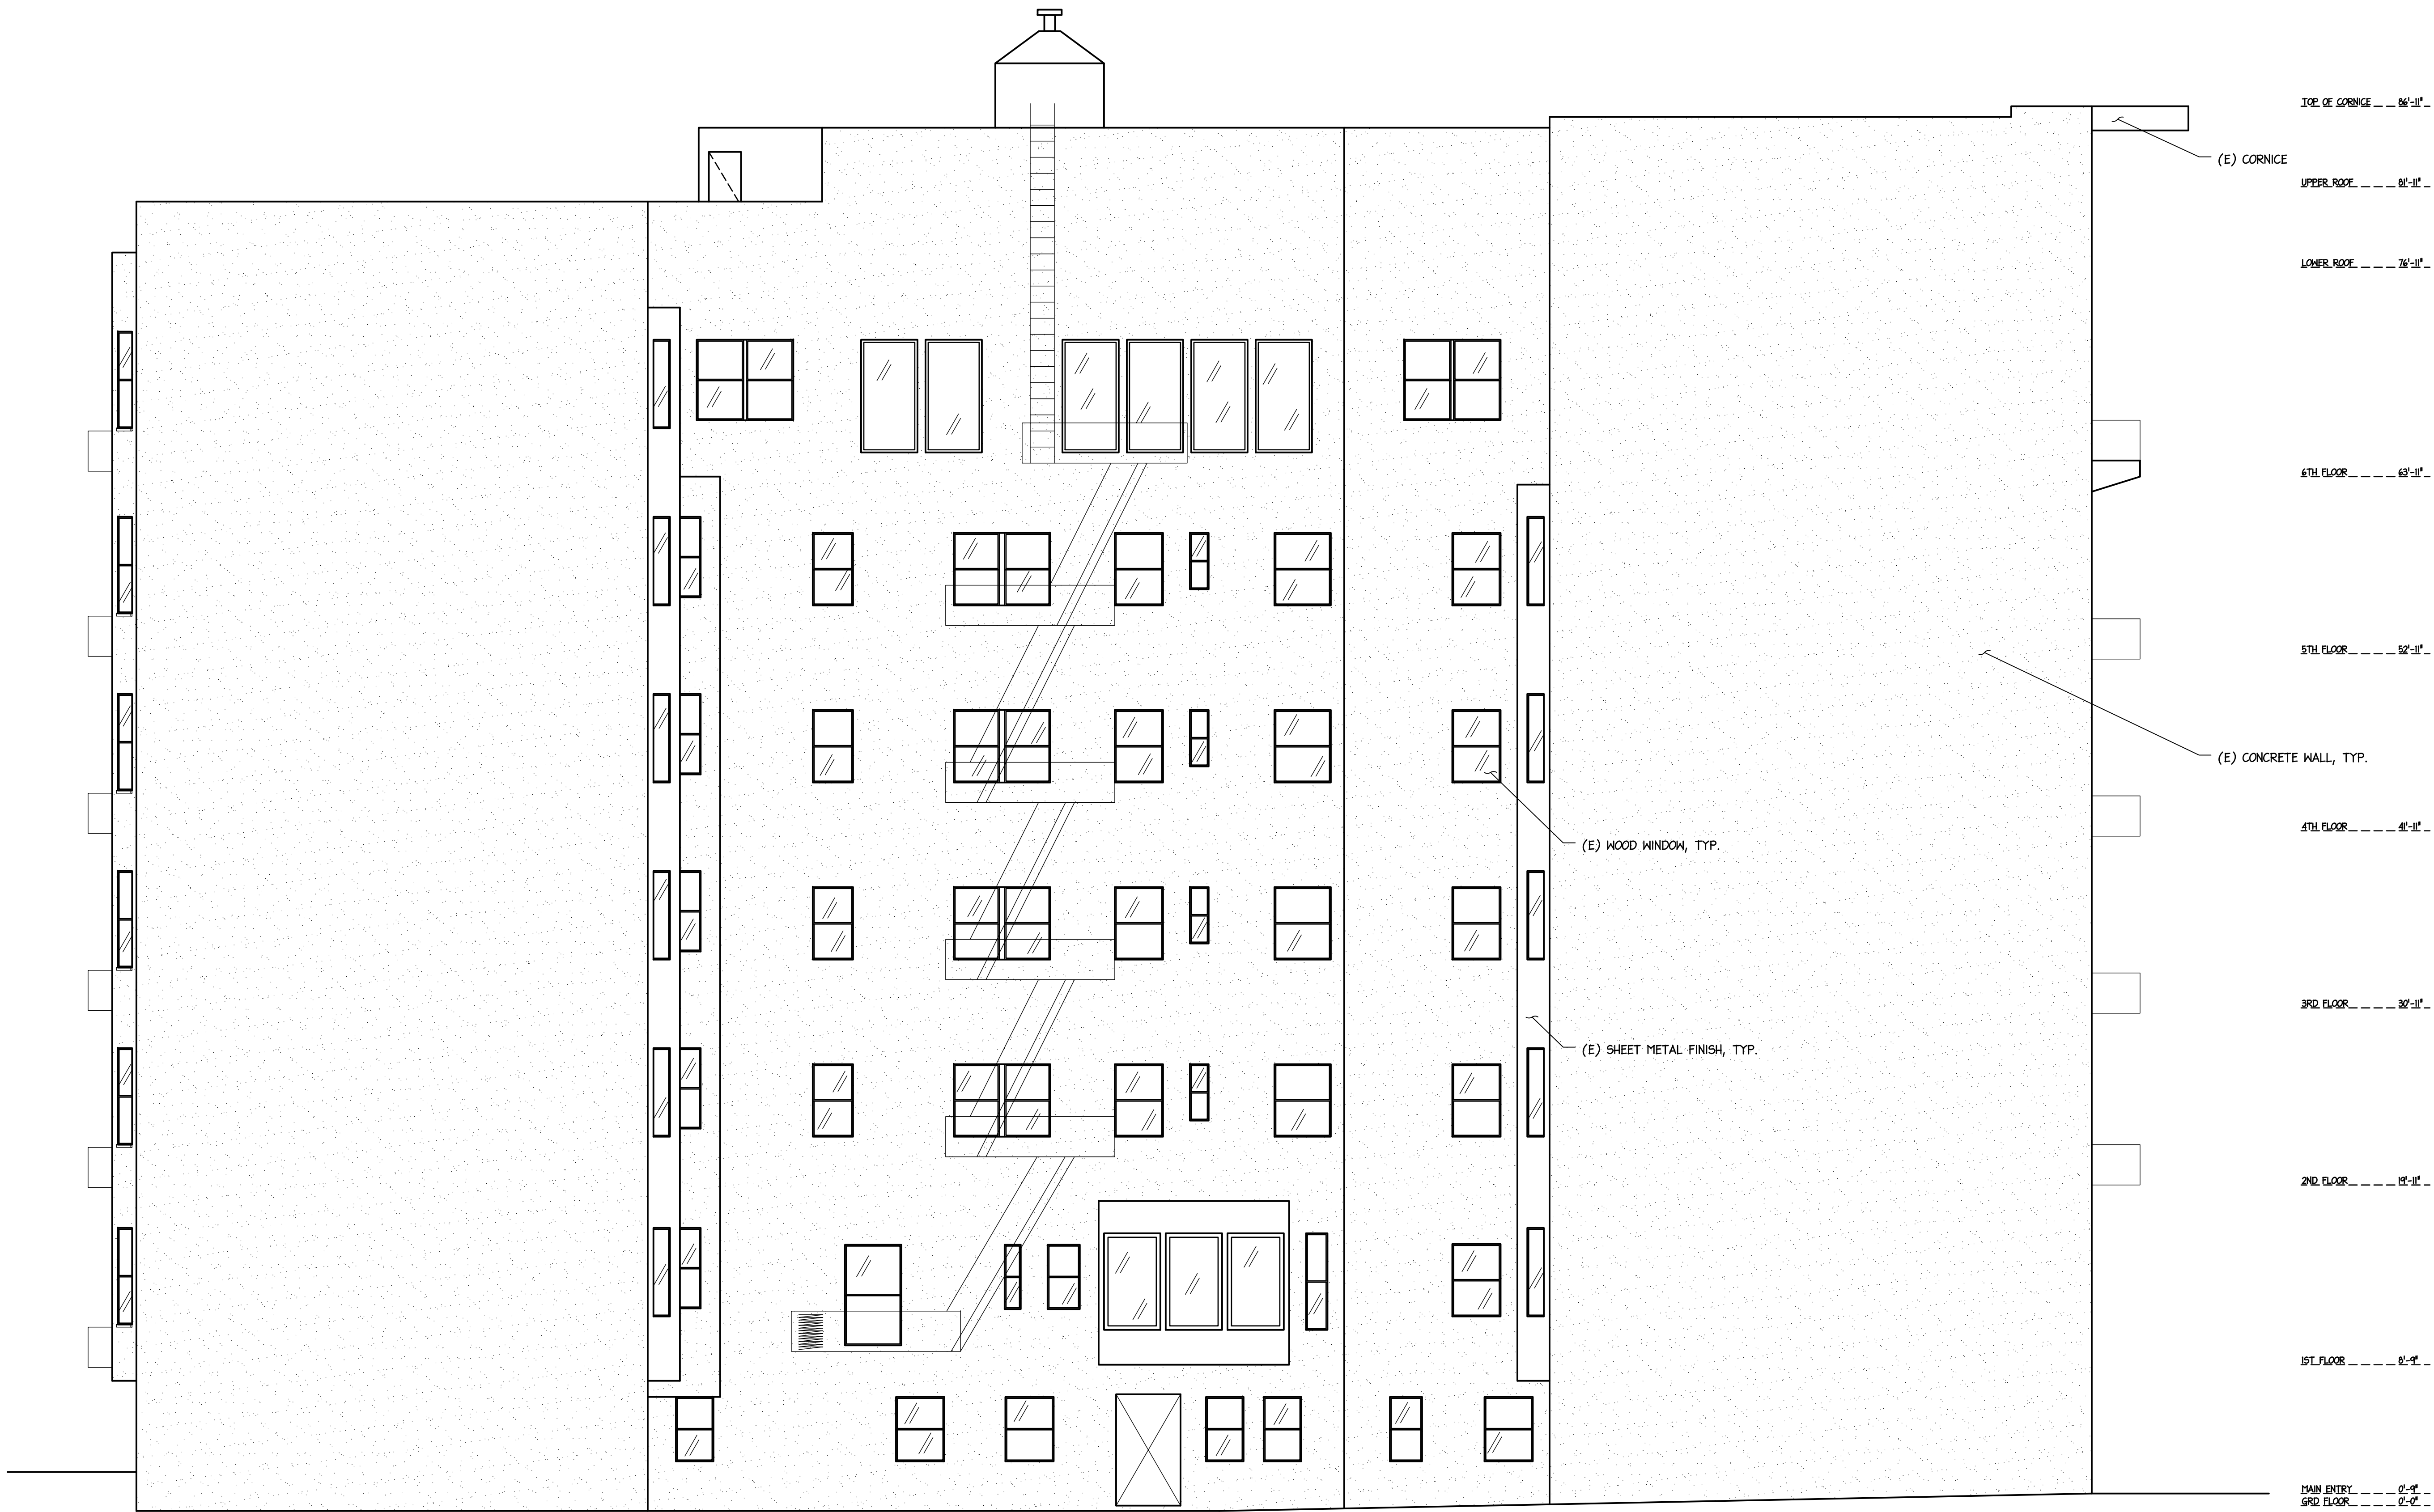 TOP OF CORNICE 86'-11"
(E) CORNICE
UPPER ROOF 81'-11"
LOWER ROOF 76'-11"
6TH FLOOR 63'-11"
5TH FLOOR 52'-11"
(E) CONCRETE WALL, TYP.
4TH FLOOR 41'-11"
(E) WOOD WINDOW, TYP.
3RD FLOOR 30'-11"
(E) SHEET METAL FINISH, TYP.
2ND FLOOR 19'-11"
1ST FLOOR 8'-9"
MAIN ENTRY 0'-9"
GRD FLOOR 0'-0"